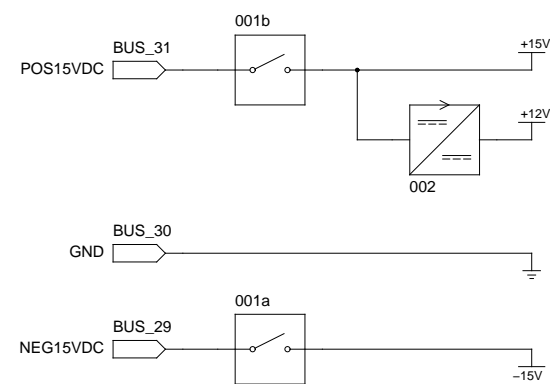 001b
BUS_31
POS15VDC
+15V
+12V
002
BUS_30
GND
001a
BUS_29
NEG15VDC
−15V